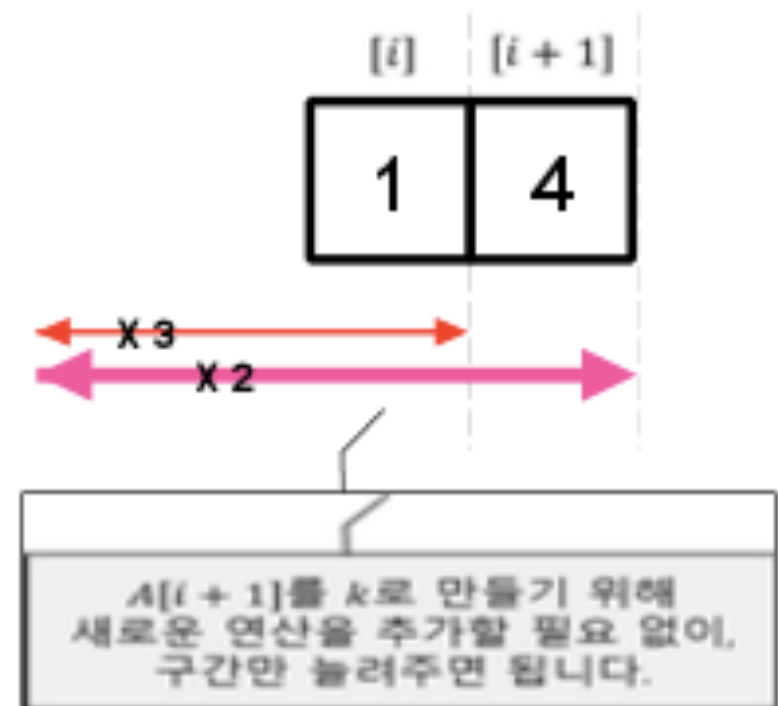 [i] [i + 1]
1 4
X 3
X 2
A[i + 1]를 k로 만들기 위해
새로운 연산을 추가할 필요 없이,
구간만 늘려주면 됩니다.